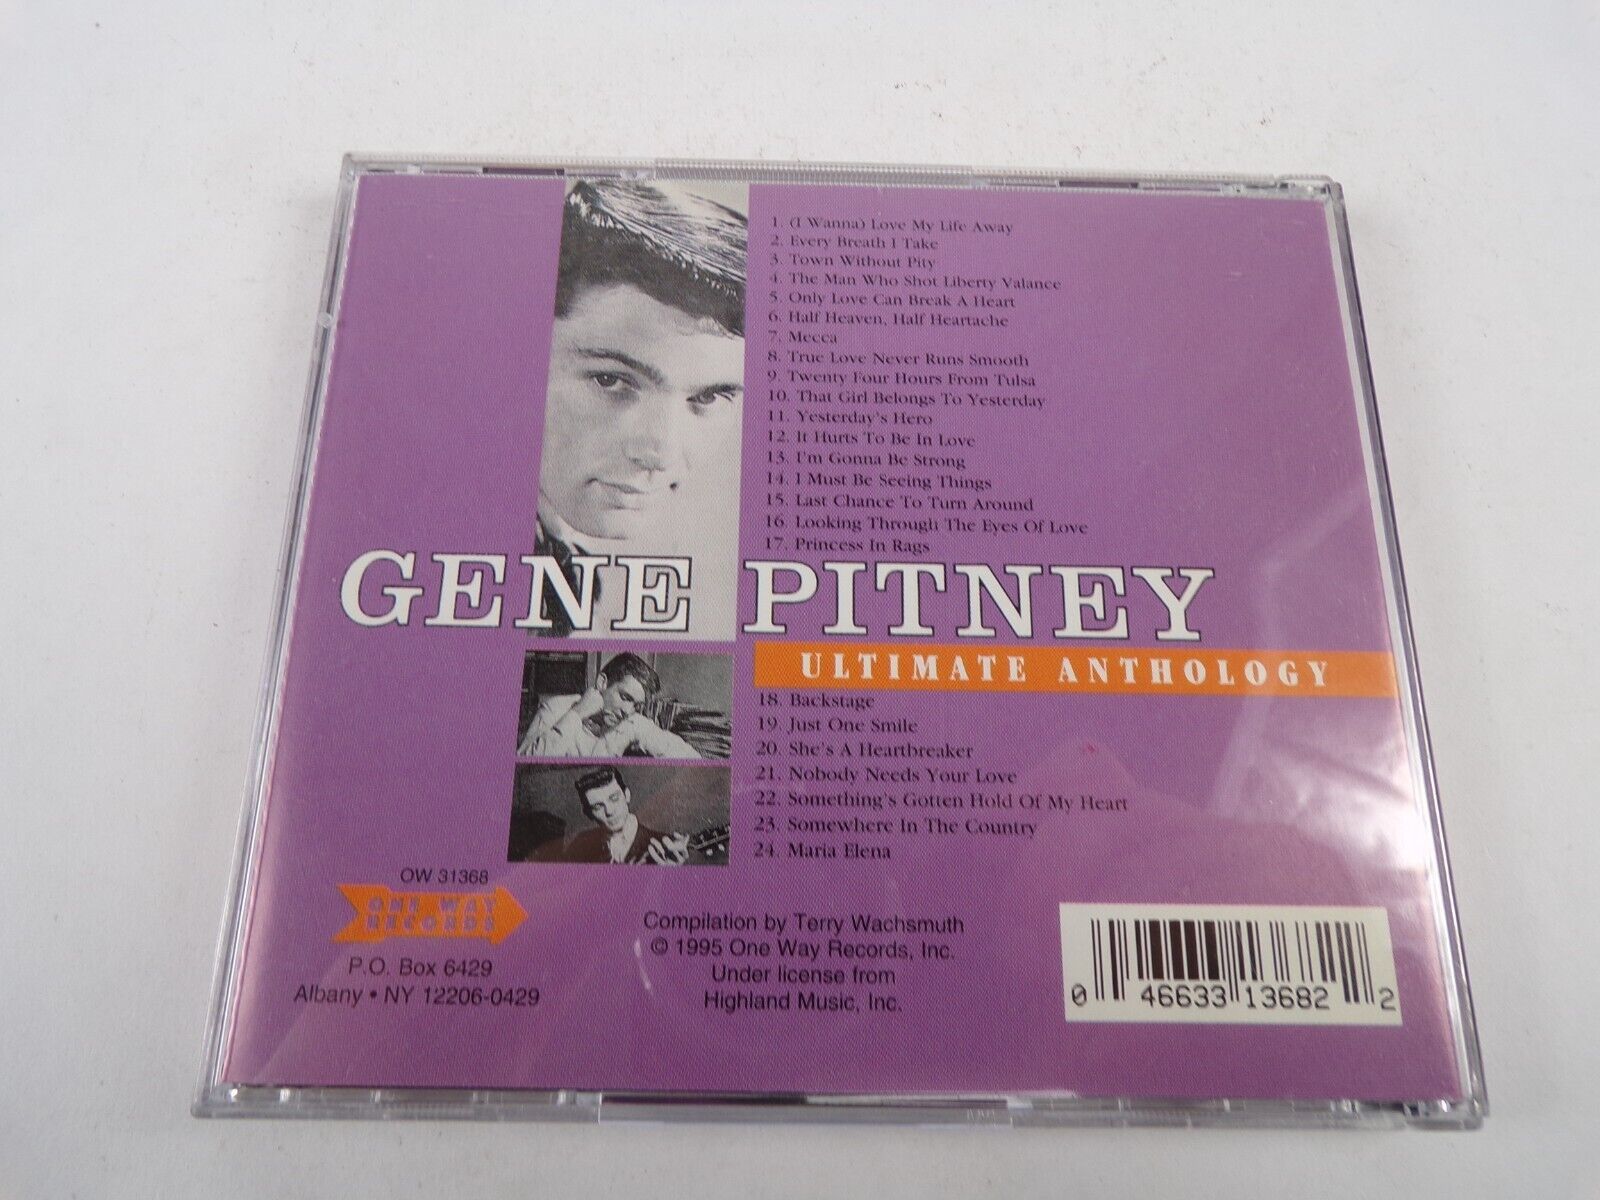 1. (I Wanna) Love My Life Away
2. Every Breath I Take
3. Town Without Pity
4. The Man Who Shot Liberty Valance
5. Only Love Can Break A Heart
6. Half Heaven, Half Heartache
7. Mecca
8. True Love Never Runs Smooth
9. Twenty Four Hours From Tulsa
10. That Girl Belongs To Yesterday
11. Yesterday's Hero
12. It Hurts To Be In Love
13. I'm Gonna Be Strong
14. I Must Be Seeing Things
15. Last Chance To Turn Around
16. Looking Through The Eyes Of Love
17. Princess In Rags
GENE PITNEY
ULTIMATE ANTHOLOGY
18. Backstage
19. Just One Smile
20. She's A Heartbreaker
21. Nobody Needs Your Love
22. Something's Gotten Hold Of My Heart
23. Somewhere In The Country
24. Maria Elena
OW 31368
ONE WAY
RECORDS
P.O. Box 6429
Albany • NY 12206-0429
Compilation by Terry Wachsmuth
© 1995 One Way Records, Inc.
Under license from
Highland Music, Inc.
0 46633 13682 2